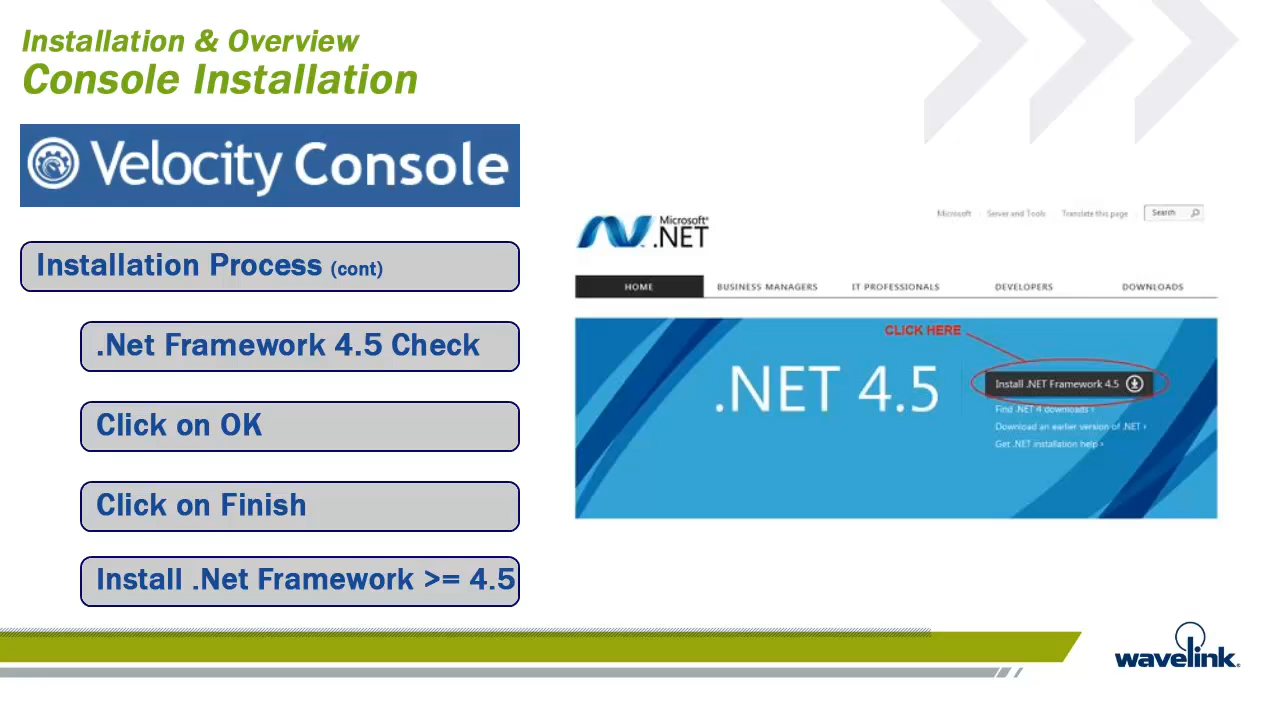 Installation & Overview
Console Installation
Velocity Console
Installation Process (cont)
.Net Framework 4.5 Check
Click on OK
Click on Finish
Install .Net Framework >= 4.5
Microsoft®
.NET
Microsoft
Server and Tools
Translate this page
Search
HOME
BUSINESS MANAGERS
IT PROFESSIONALS
DEVELOPERS
DOWNLOADS
CLICK HERE
.NET 4.5
Install .NET Framework 4.5
Find .NET 4 downloads ›
Download an earlier version of .NET ›
Get .NET installation help ›
wavelink®